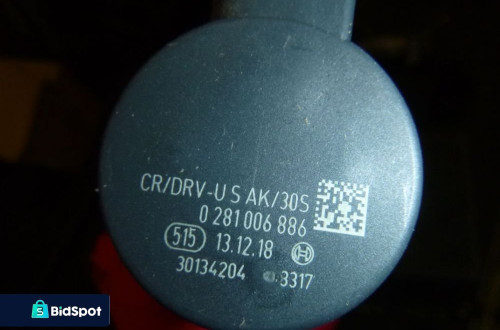 CR/DRV-U S AK/30S
0 281 006 886
515 13.12.18
30134204 3317
BidSpot